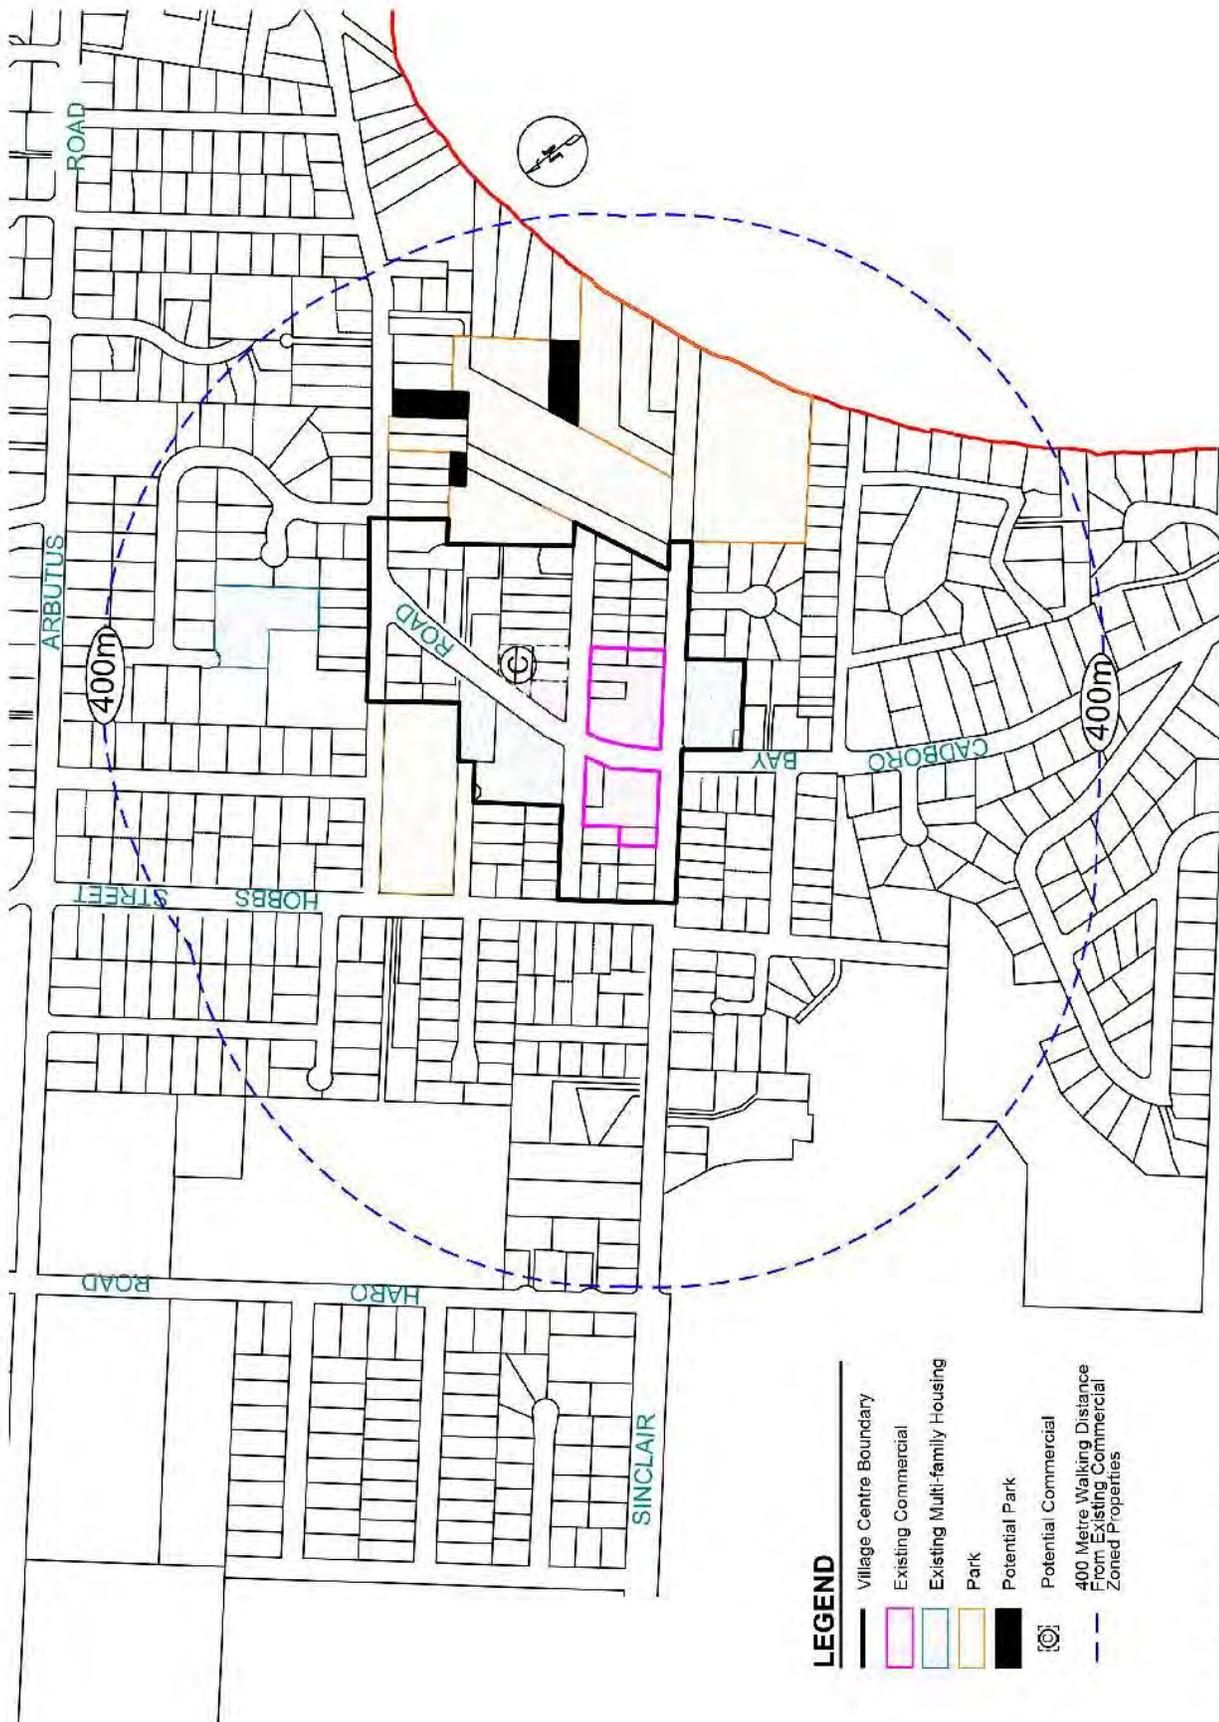 ROAD
ARBUTUS
400m
ROAD
C
STREET
HOBBS
BAY
CADBORO
400m
ROAD
HARO
SINCLAIR
N
LEGEND
Village Centre Boundary
Existing Commercial
Existing Multi-family Housing
Park
Potential Park
[C] Potential Commercial
400 Metre Walking Distance
From Existing Commercial
Zoned Properties